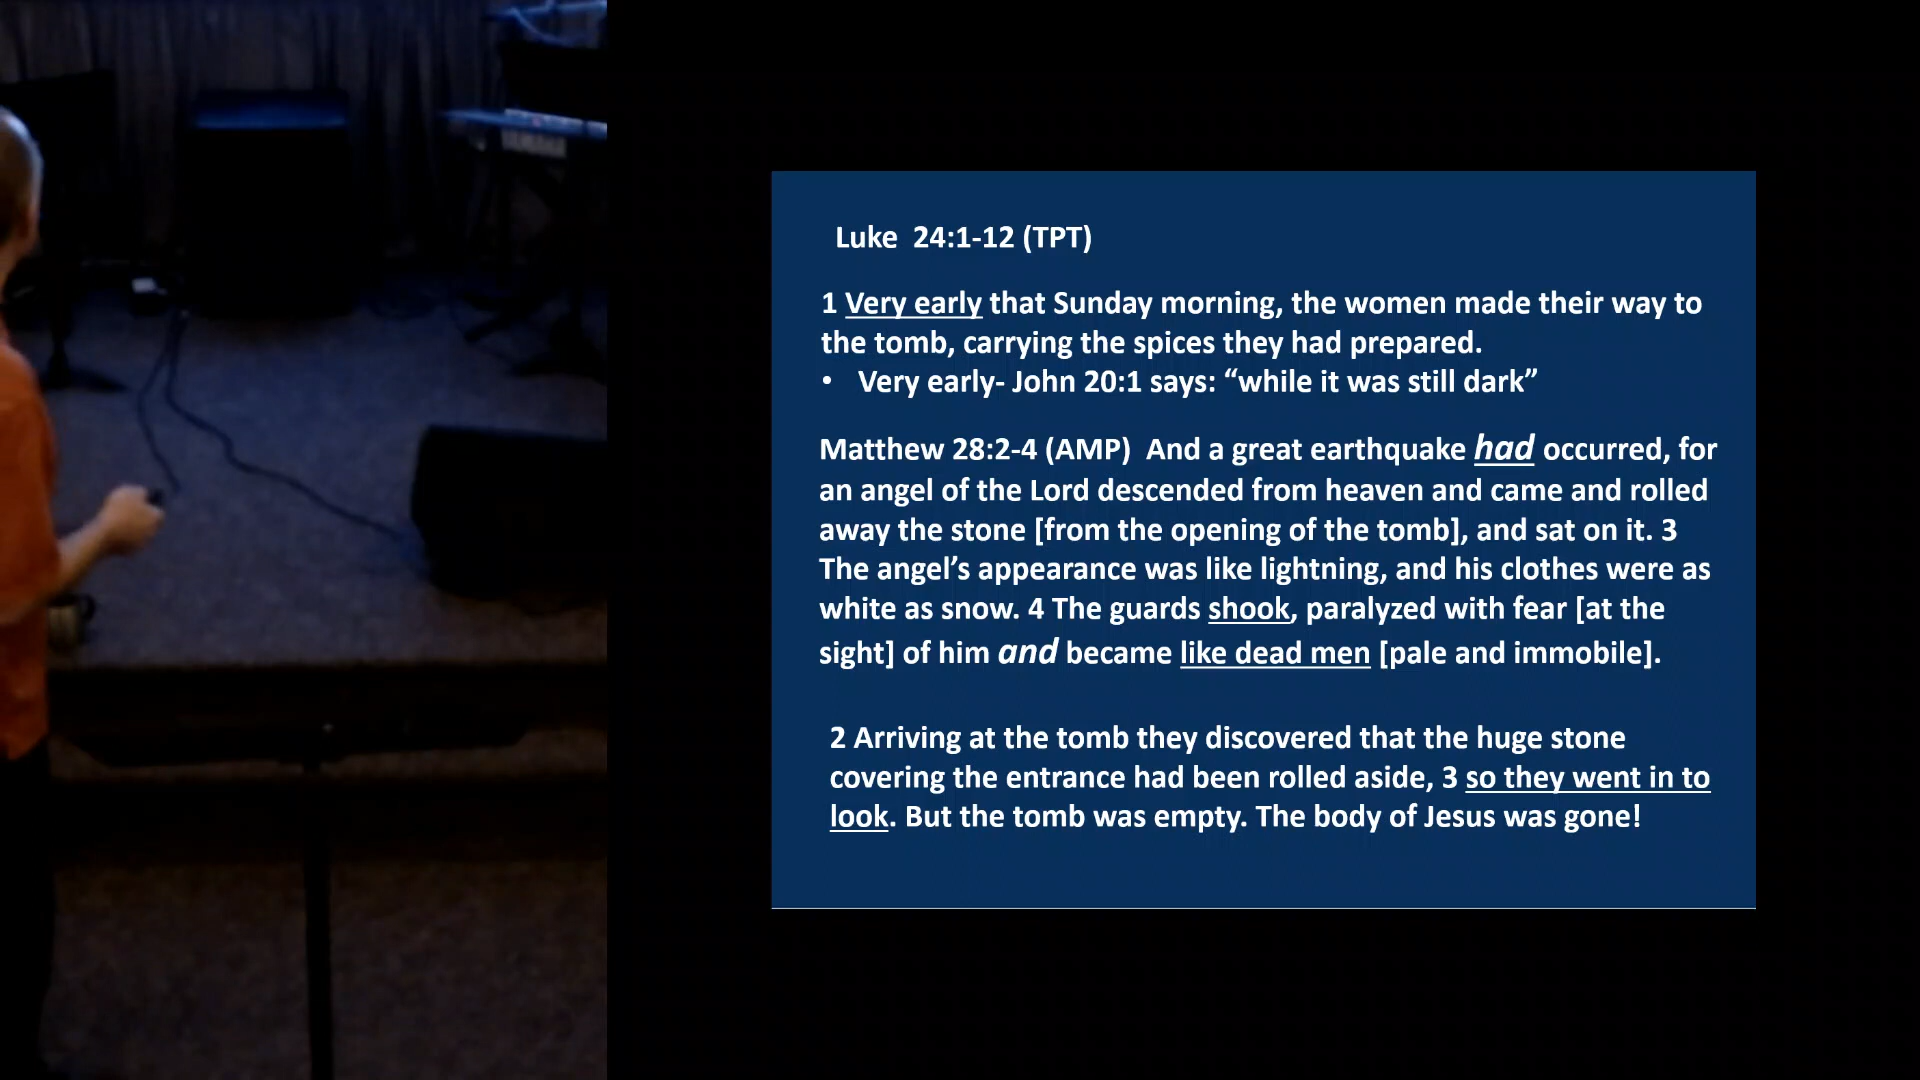 Luke  24:1-12 (TPT)
1 Very early that Sunday morning, the women made their way to
the tomb, carrying the spices they had prepared.
• Very early- John 20:1 says: “while it was still dark”
Matthew 28:2-4 (AMP)  And a great earthquake had occurred, for
an angel of the Lord descended from heaven and came and rolled
away the stone [from the opening of the tomb], and sat on it. 3
The angel’s appearance was like lightning, and his clothes were as
white as snow. 4 The guards shook, paralyzed with fear [at the
sight] of him and became like dead men [pale and immobile].
2 Arriving at the tomb they discovered that the huge stone
covering the entrance had been rolled aside, 3 so they went in to
look. But the tomb was empty. The body of Jesus was gone!